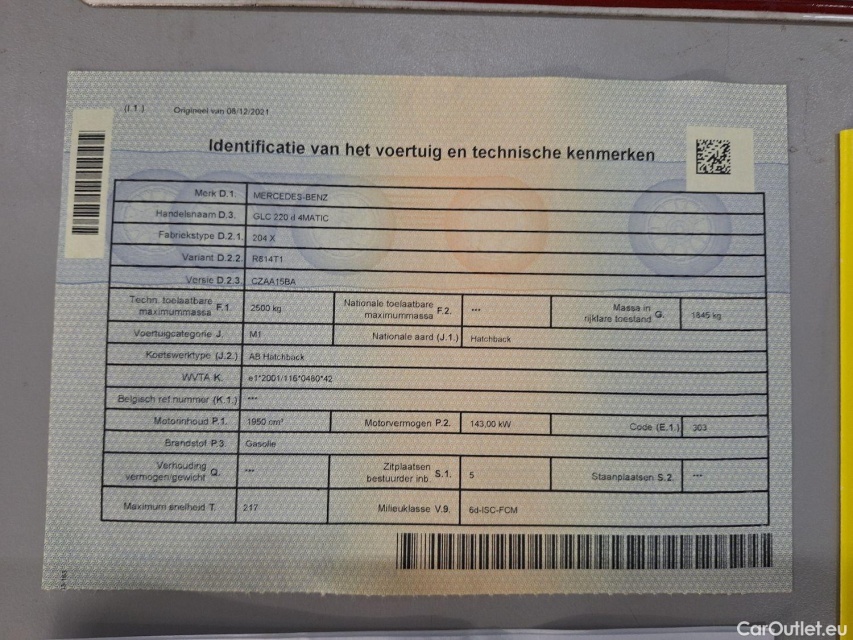 (I.1.) Origineel van 08/12/2021
Identificatie van het voertuig en technische kenmerken
Merk D.1. MERCEDES-BENZ
Handelsnaam D.3. GLC 220 d 4MATIC
Fabriekstype D.2.1. 204 X
Variant D.2.2. R814T1
Versie D.2.3. CZAA15BA
Techn. toelaatbare maximummassa F.1. 2500 kg Nationale toelaatbare maximummassa F.2. --- Massa in rijklare toestand G. 1845 kg
Voertuigcategorie J. M1 Nationale aard (J.1.) Hatchback
Koetswerktype (J.2.) AB Hatchback
WVTA K. e1*2001/116*0480*42
Belgisch ref.nummer (K.1.) ---
Motorinhoud P.1. 1950 cm³ Motorvermogen P.2. 143,00 kW Code (E.1.) 303
Brandstof P.3. Gasolie
Verhouding vermogen/gewicht Q. --- Zitplaatsen bestuurder inb. S.1. 5 Staanplaatsen S.2. ---
Maximum snelheid T. 217 Milieuklasse V.9. 6d-ISC-FCM
CarOutlet.eu